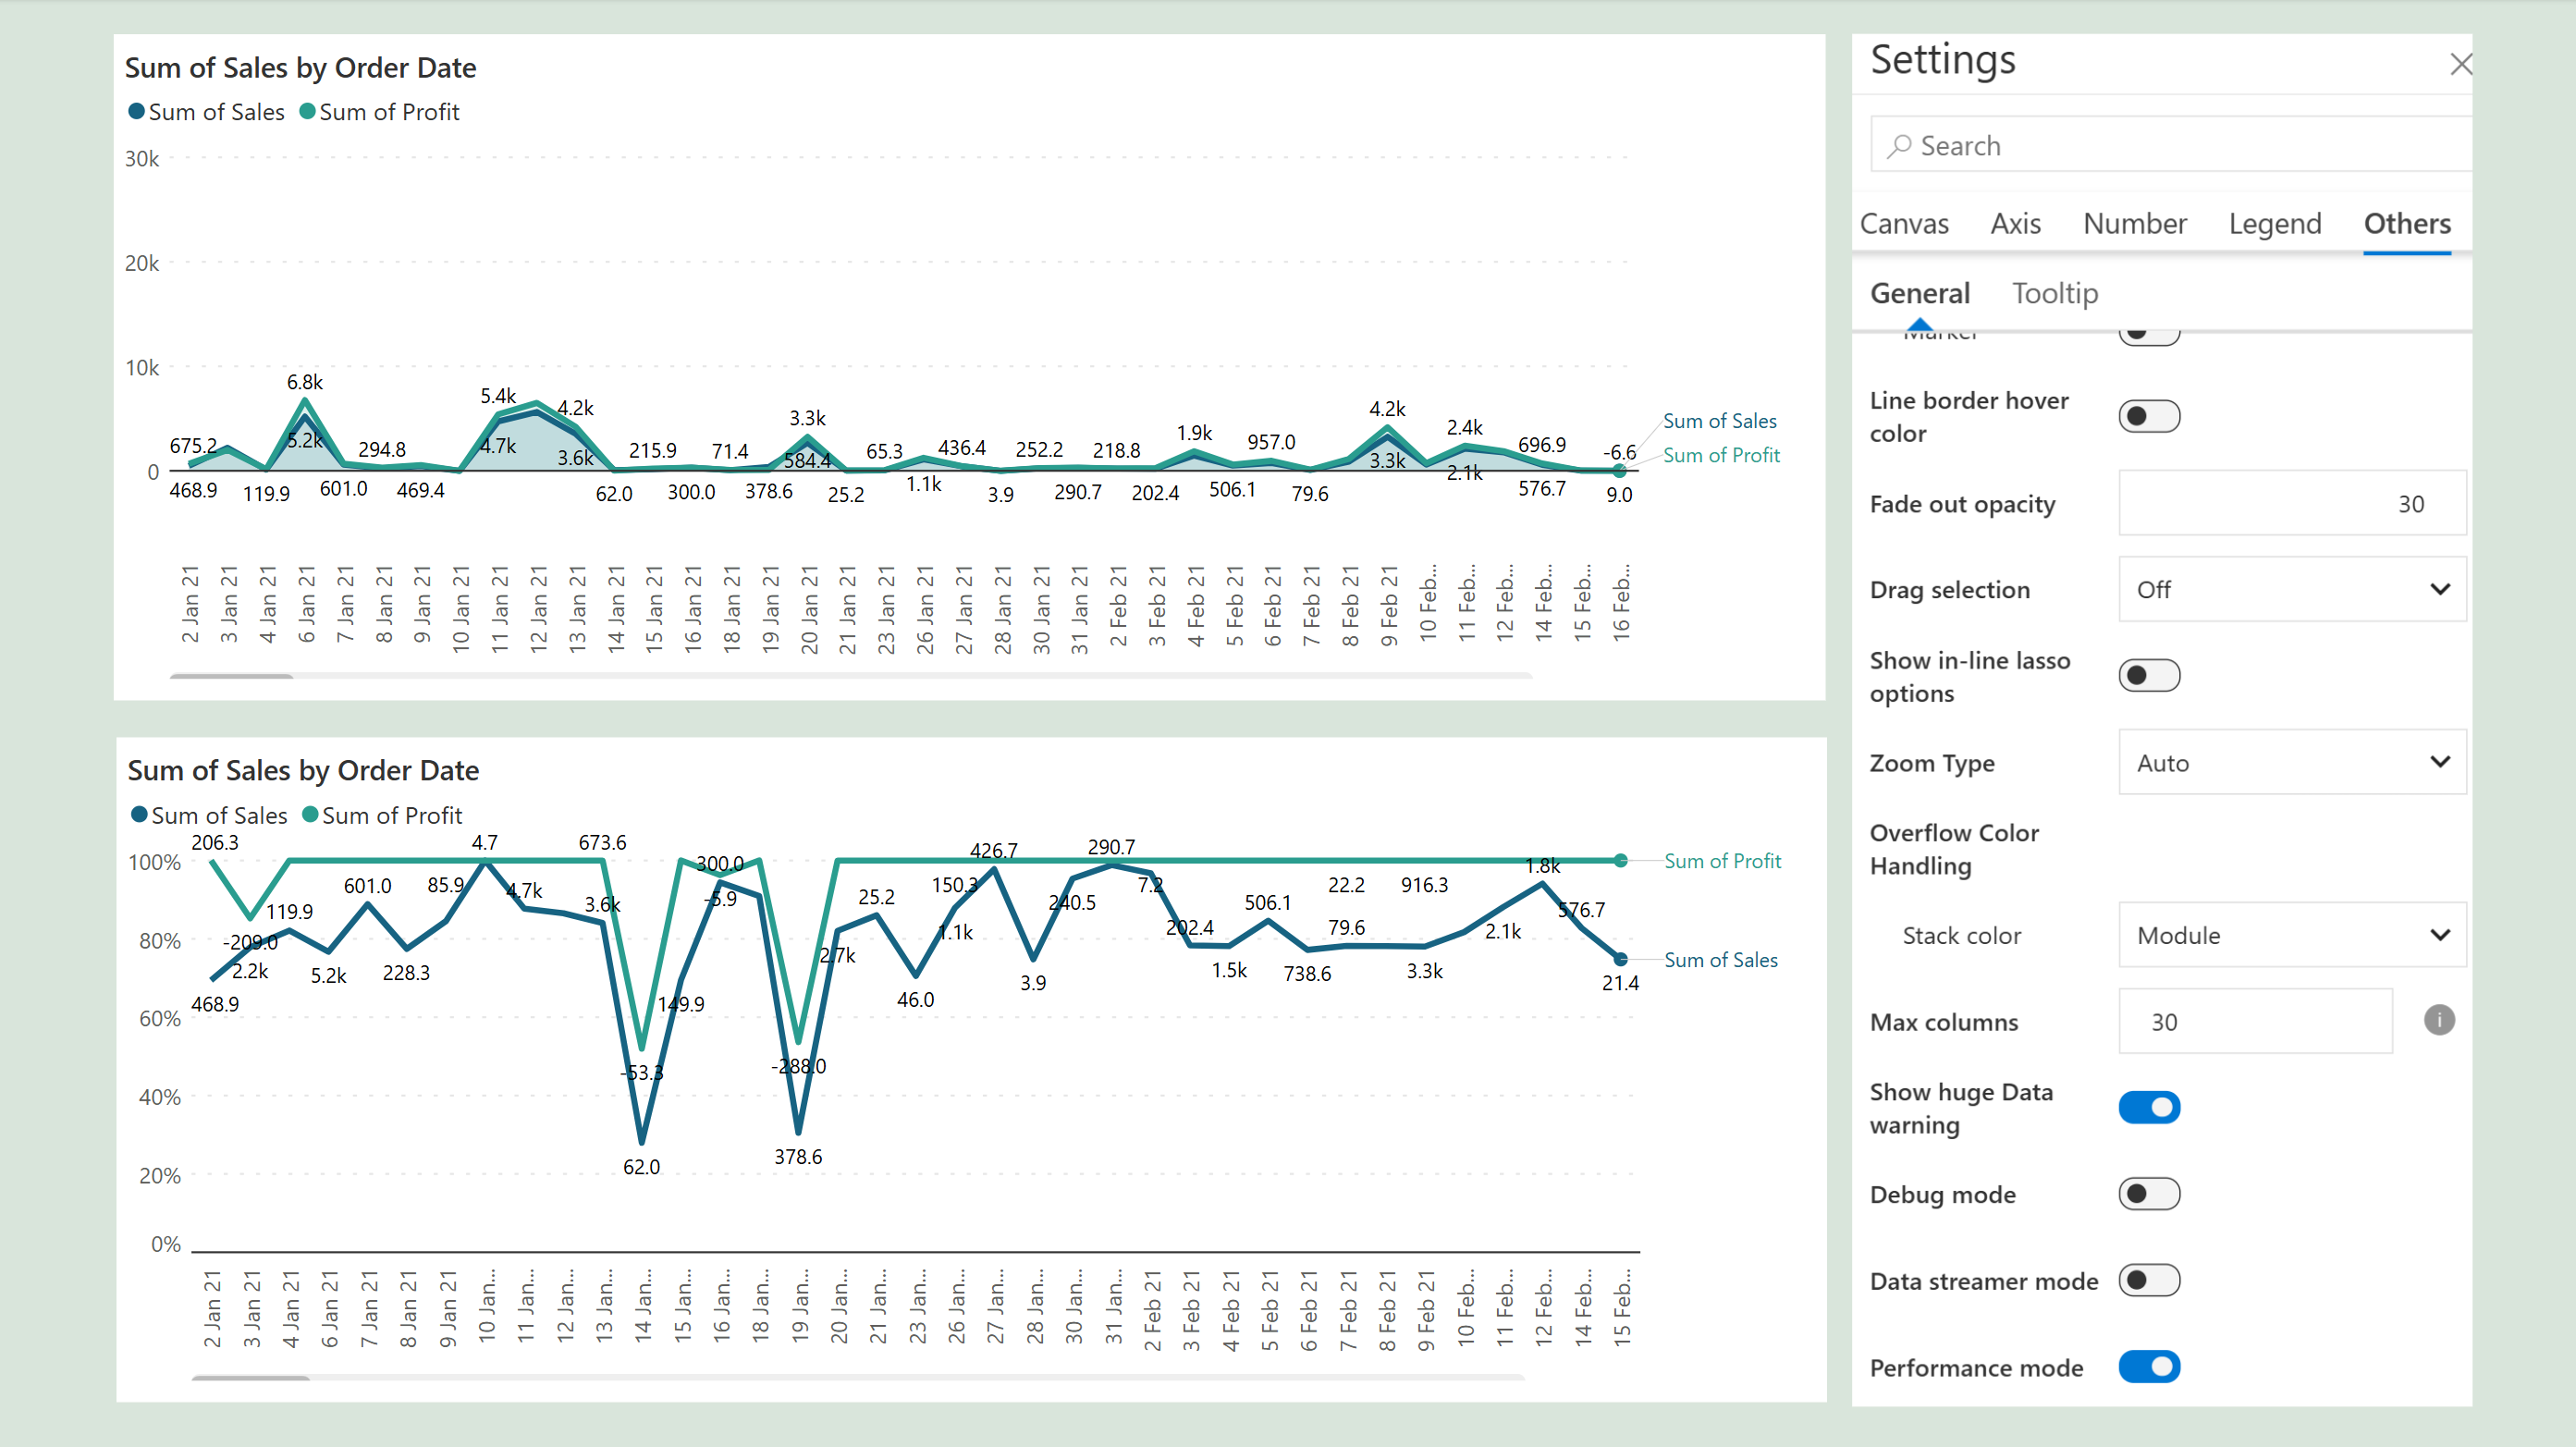 Sum of Sales by Order Date
Sum of Sales Sum of Profit
30k
20k
10k
0
6.8k 5.4k 4.2k 3.3k 1.9k 957.0 4.2k 2.4k 696.9 -6.6
675.2 5.2k 294.8 4.7k 3.6k 215.9 71.4 584.4 65.3 436.4 252.2 218.8 3.3k 2.1k
468.9 119.9 601.0 469.4 62.0 300.0 378.6 25.2 1.1k 3.9 290.7 202.4 506.1 79.6 576.7 9.0
Sum of Sales
Sum of Profit
2 Jan 21
3 Jan 21
4 Jan 21
6 Jan 21
7 Jan 21
8 Jan 21
9 Jan 21
10 Jan 21
11 Jan 21
12 Jan 21
13 Jan 21
14 Jan 21
15 Jan 21
16 Jan 21
18 Jan 21
19 Jan 21
20 Jan 21
21 Jan 21
23 Jan 21
26 Jan 21
27 Jan 21
28 Jan 21
30 Jan 21
31 Jan 21
2 Feb 21
3 Feb 21
4 Feb 21
5 Feb 21
6 Feb 21
7 Feb 21
8 Feb 21
9 Feb 21
10 Feb...
11 Feb...
12 Feb...
14 Feb...
15 Feb...
16 Feb...
Sum of Sales by Order Date
Sum of Sales Sum of Profit
206.3 4.7 673.6 300.0 426.7 290.7 1.8k
100%
80%
60%
40%
20%
0%
119.9 601.0 85.9 4.7k 3.6k -5.9 25.2 150.3 240.5 7.2 506.1 22.2 916.3 576.7
-209.0 2.7k 1.1k 202.4 79.6 2.1k
468.9 2.2k 5.2k 228.3 149.9 46.0 3.9 1.5k 738.6 3.3k 21.4
-53.3 -288.0
62.0 378.6
Sum of Profit
Sum of Sales
2 Jan 21
3 Jan 21
4 Jan 21
6 Jan 21
7 Jan 21
8 Jan 21
9 Jan 21
10 Jan...
11 Jan...
12 Jan...
13 Jan...
14 Jan...
15 Jan...
16 Jan...
18 Jan...
19 Jan...
20 Jan...
21 Jan...
23 Jan...
26 Jan...
27 Jan...
28 Jan...
30 Jan...
31 Jan...
2 Feb 21
3 Feb 21
4 Feb 21
5 Feb 21
6 Feb 21
7 Feb 21
8 Feb 21
9 Feb 21
10 Feb...
11 Feb...
12 Feb...
14 Feb...
15 Feb...
Settings
Search
Canvas Axis Number Legend Others
General Tooltip
Marker
Line border hover
color
Fade out opacity 30
Drag selection Off
Show in-line lasso
options
Zoom Type Auto
Overflow Color
Handling
Stack color Module
Max columns 30
Show huge Data
warning
Debug mode
Data streamer mode
Performance mode